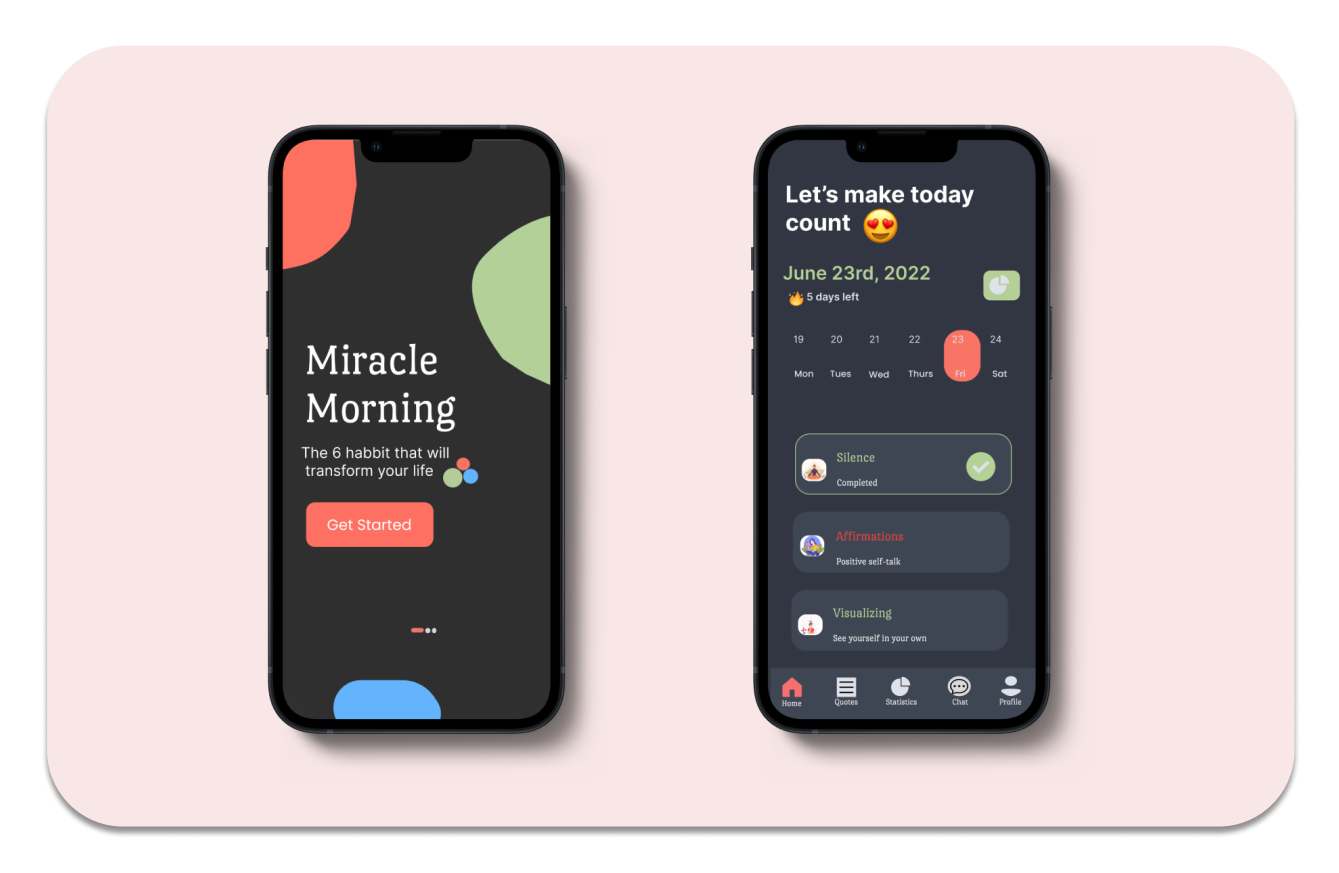 Miracle
Morning
The 6 habbit that will
transform your life
Get Started
Let's make today
count 😍
June 23rd, 2022
🔥 5 days left
19 20 21 22 23 24
Mon Tues Wed Thurs Fri Sat
Silence
Completed
Affirmations
Positive self-talk
Visualizing
See yourself in your own
Home Quotes Statistics Chat Profile